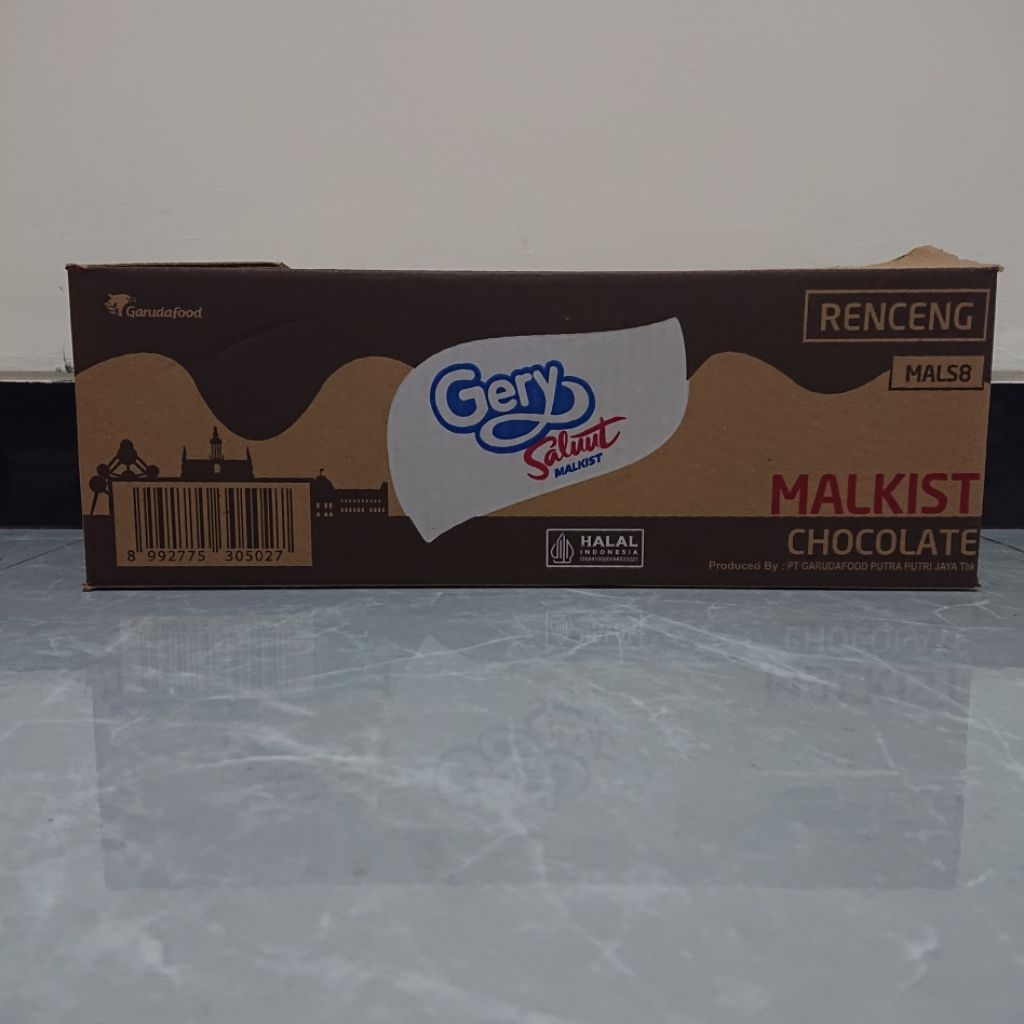 Garudafood
RENCENG
MALS8
Gery
Saluut
MALKIST
MALKIST
CHOCOLATE
8 992775 305027
HALAL
INDONESIA
Produced By : PT GARUDAFOOD PUTRA PUTRI JAYA Tbk